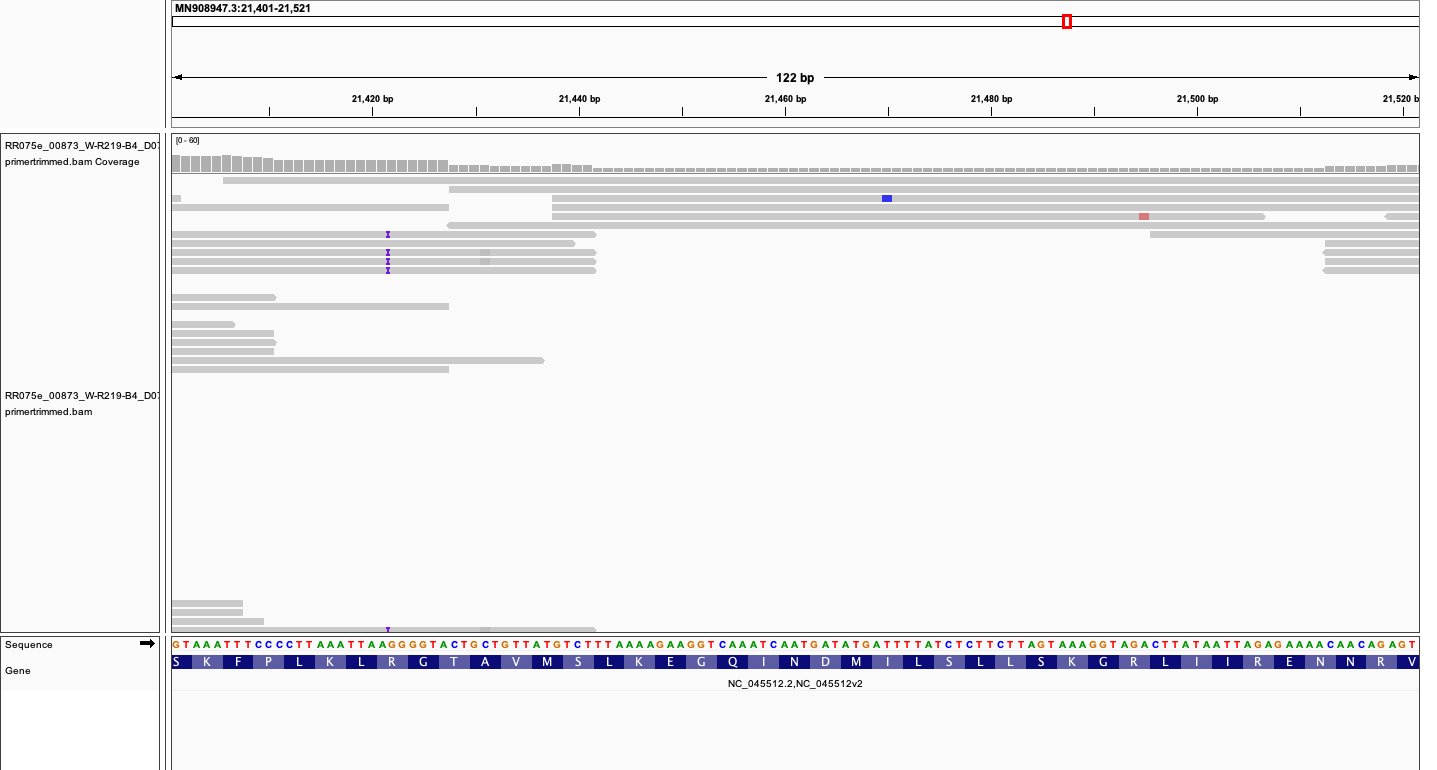 MN908947.3:21,401-21,521
122 bp
21,420 bp 21,440 bp 21,460 bp 21,480 bp 21,500 bp 21,520 b
[0 - 60]
RR075e_00873_W-R219-B4_D07
primertrimmed.bam Coverage
RR075e_00873_W-R219-B4_D07
primertrimmed.bam
Sequence
GTAAATTTCCCCTTAAATTAAGGGGTACTGCTGTTATGTCTTTAAAAGAAGGTCAAATCAATGATATGATTTTATCTCTTCTTAGTAAAGGTAGACTTATAATTAGAGAAAACAACAGAGT
Gene
S K F P L K L R G T A V M S L K E G Q I N D M I L S L L S K G R L I I R E N N R V
NC_045512.2,NC_045512v2